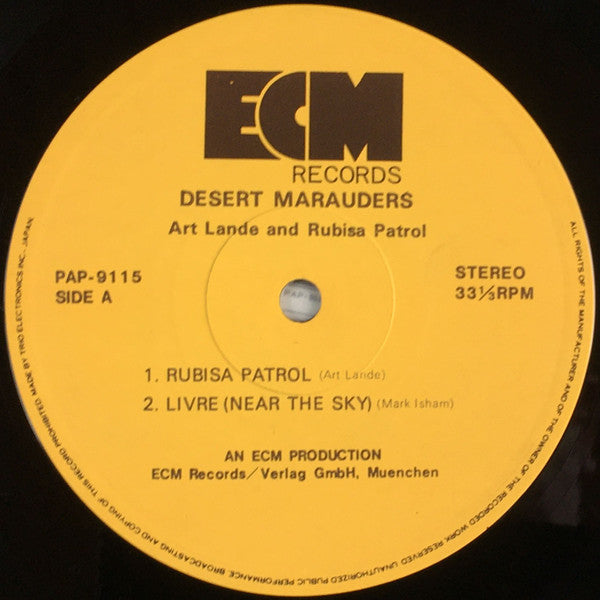 ECM
RECORDS
DESERT MARAUDERS
Art Lande and Rubisa Patrol
PAP-9115
SIDE A
STEREO
33⅓RPM
1. RUBISA PATROL (Art Lande)
2. LIVRE (NEAR THE SKY) (Mark Isham)
AN ECM PRODUCTION
ECM Records/Verlag GmbH, Muenchen
ALL RIGHTS OF THE MANUFACTURER AND OF THE OWNER OF THE RECORDED WORK RESERVED UNAUTHORIZED PUBLIC PERFORMANCE BROADCASTING AND COPYING OF THIS RECORD PROHIBITED MADE BY TRIO ELECTRONICS INC., JAPAN